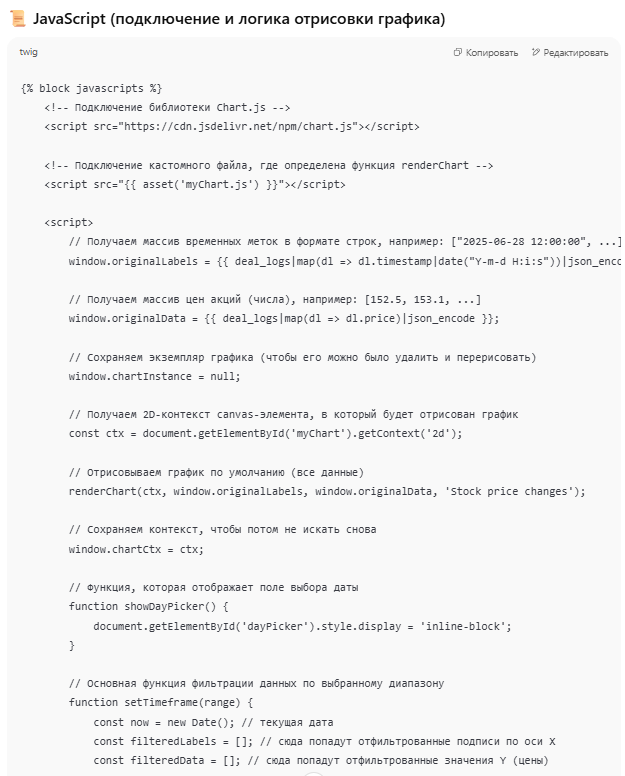 📜 JavaScript (подключение и логика отрисовки графика)
twig
Копировать
Редактировать
{% block javascripts %}
<!-- Подключение библиотеки Chart.js -->
<script src="https://cdn.jsdelivr.net/npm/chart.js"></script>
<!-- Подключение кастомного файла, где определена функция renderChart -->
<script src="{{ asset('myChart.js') }}"></script>
<script>
// Получаем массив временных меток в формате строк, например: ["2025-06-28 12:00:00", ...]
window.originalLabels = {{ deal_logs|map(dl => dl.timestamp|date("Y-m-d H:i:s"))|json_enco
// Получаем массив цен акций (числа), например: [152.5, 153.1, ...]
window.originalData = {{ deal_logs|map(dl => dl.price)|json_encode }};
// Сохраняем экземпляр графика (чтобы его можно было удалить и перерисовать)
window.chartInstance = null;
// Получаем 2D-контекст canvas-элемента, в который будет отрисован график
const ctx = document.getElementById('myChart').getContext('2d');
// Отрисовываем график по умолчанию (все данные)
renderChart(ctx, window.originalLabels, window.originalData, 'Stock price changes');
// Сохраняем контекст, чтобы потом не искать снова
window.chartCtx = ctx;
// Функция, которая отображает поле выбора даты
function showDayPicker() {
document.getElementById('dayPicker').style.display = 'inline-block';
}
// Основная функция фильтрации данных по выбранному диапазону
function setTimeframe(range) {
const now = new Date(); // текущая дата
const filteredLabels = []; // сюда попадут отфильтрованные подписи по оси X
const filteredData = []; // сюда попадут отфильтрованные значения Y (цены)